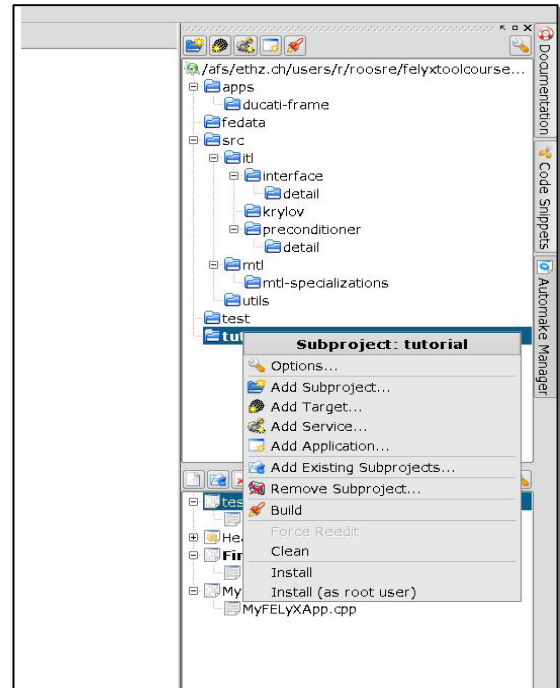 /afs/ethz.ch/users/r/roosre/felyxtoolcourse...
apps
ducati-frame
fedata
src
itl
interface
detail
krylov
preconditioner
detail
mtl
mtl-specializations
utils
test
Subproject: tutorial
Options...
Add Subproject...
Add Target...
Add Service...
Add Application...
Add Existing Subprojects...
Remove Subproject...
Build
Force Reedit
Clean
Install
Install (as root user)
MyFELyXApp.cpp
Documentation
Code Snippets
Automake Manager